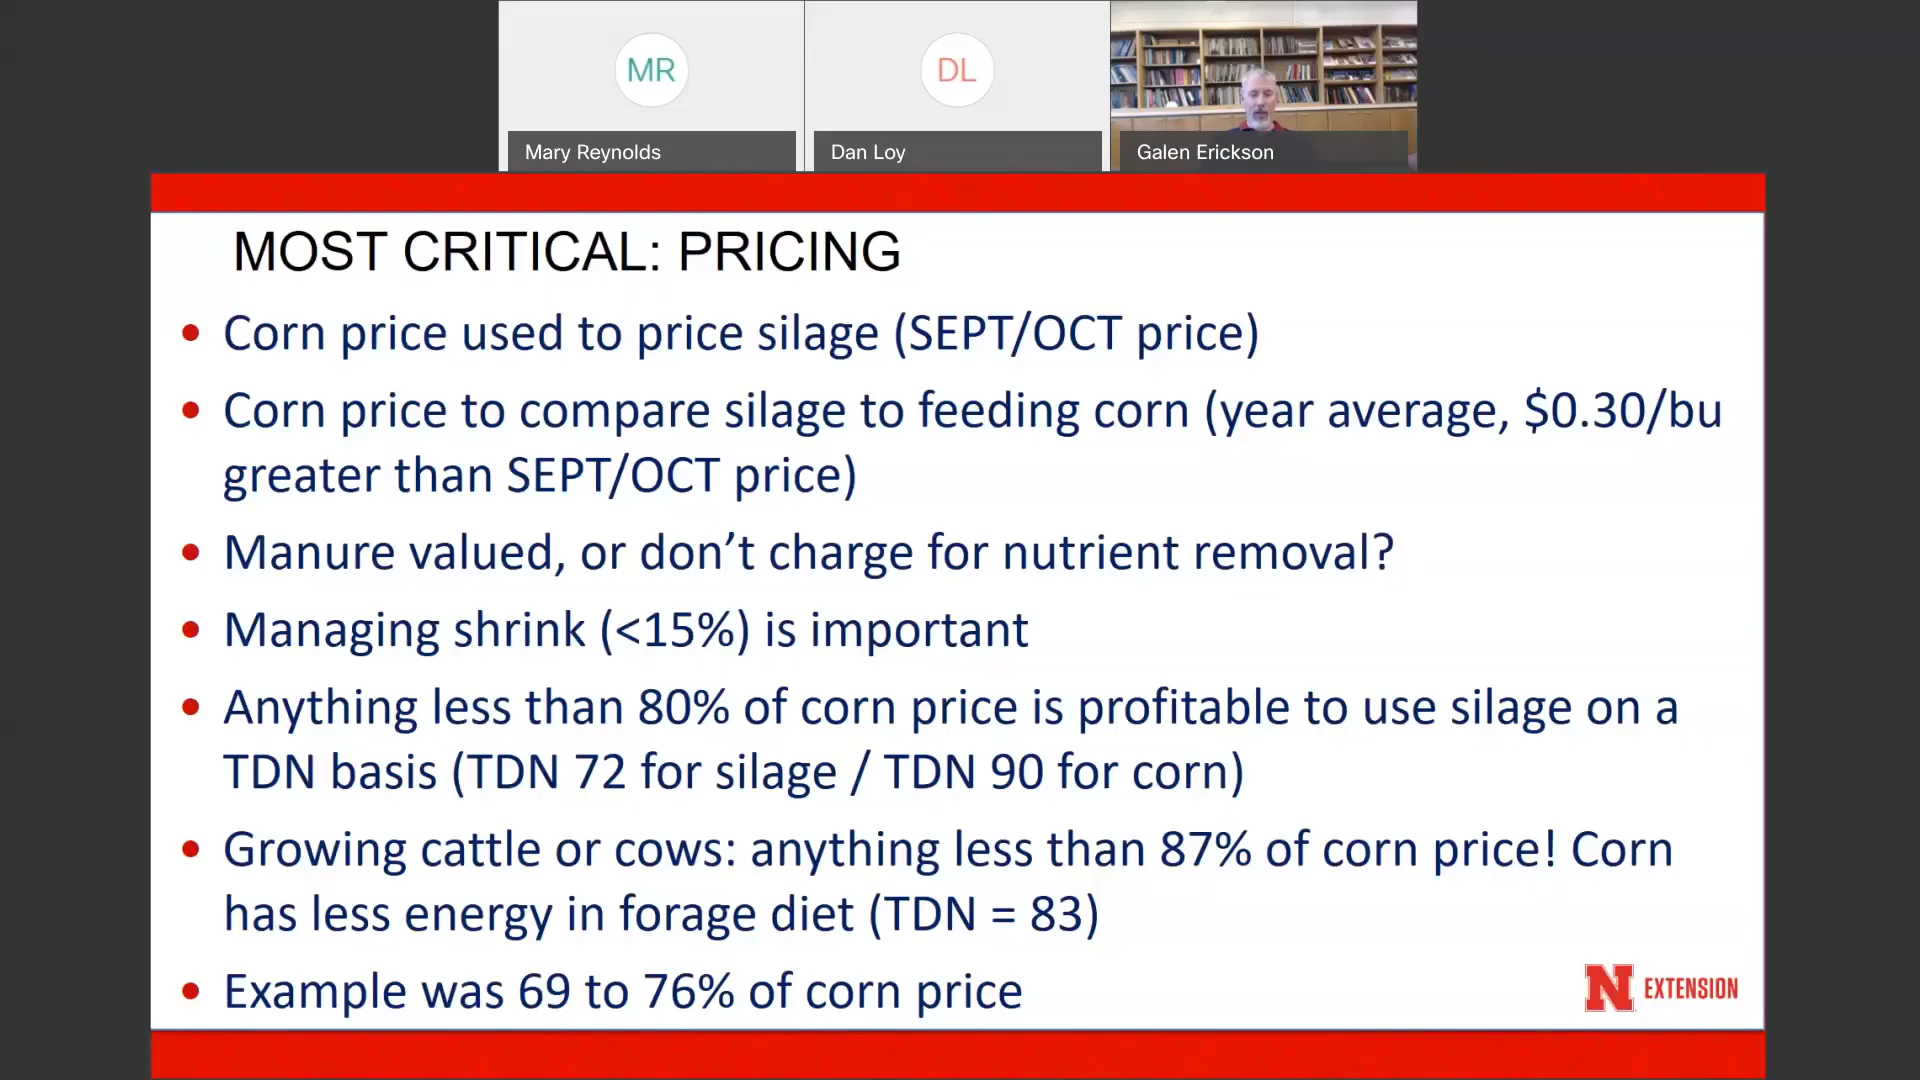 MR
DL
Mary Reynolds
Dan Loy
Galen Erickson
MOST CRITICAL: PRICING
• Corn price used to price silage (SEPT/OCT price)
• Corn price to compare silage to feeding corn (year average, $0.30/bu
greater than SEPT/OCT price)
• Manure valued, or don’t charge for nutrient removal?
• Managing shrink (<15%) is important
• Anything less than 80% of corn price is profitable to use silage on a
TDN basis (TDN 72 for silage / TDN 90 for corn)
• Growing cattle or cows: anything less than 87% of corn price! Corn
has less energy in forage diet (TDN = 83)
• Example was 69 to 76% of corn price
N EXTENSION